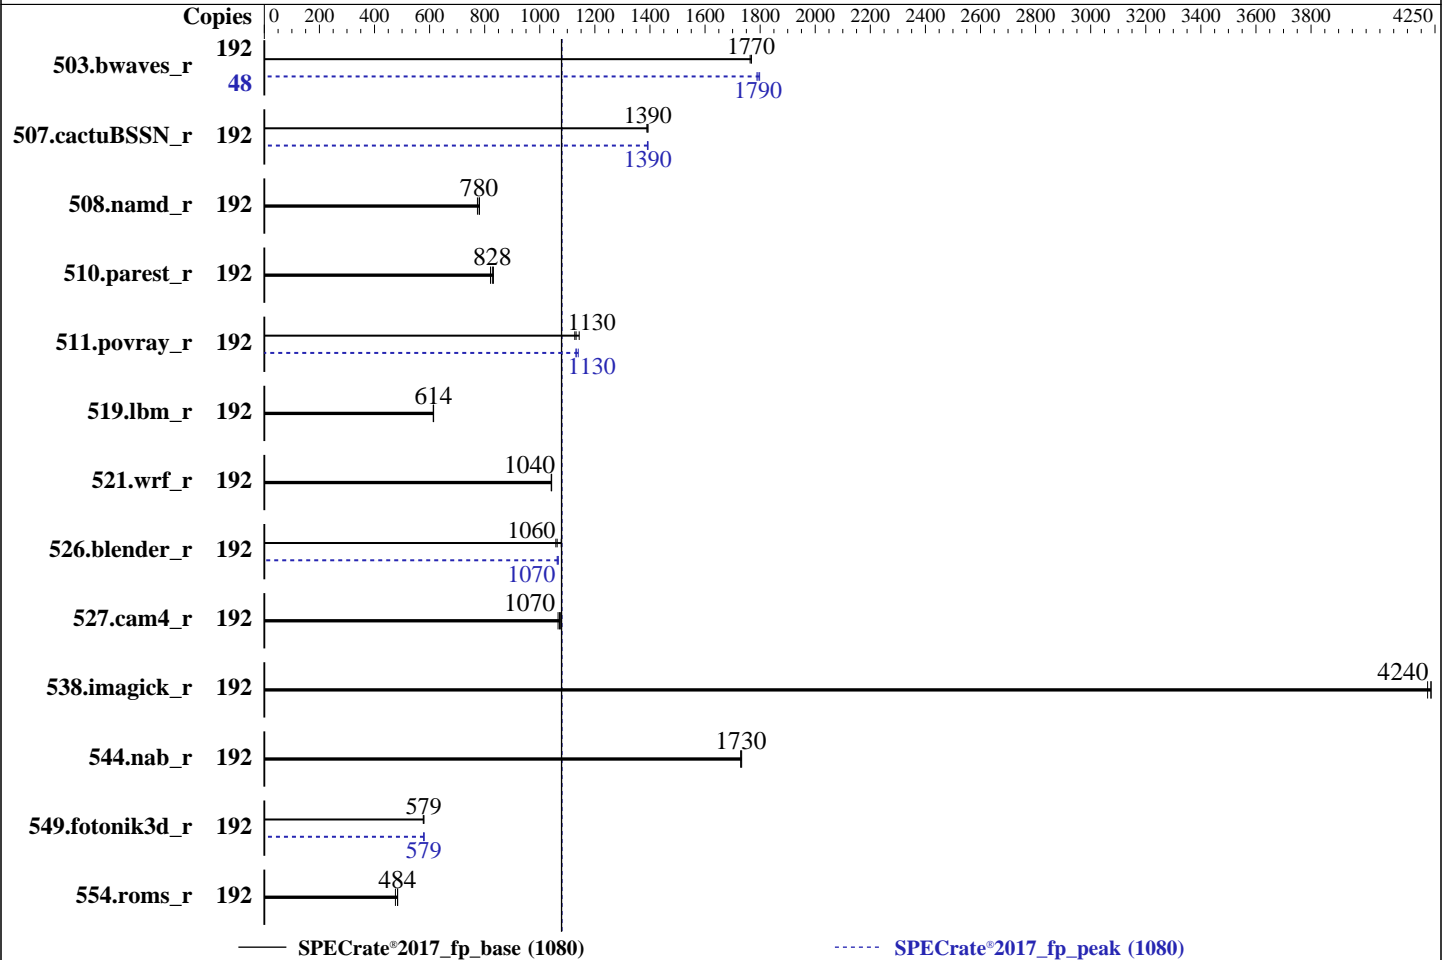 Copies 0 200 400 600 800 1000 1200 1400 1600 1800 2000 2200 2400 2600 2800 3000 3200 3400 3600 3800 4250
503.bwaves_r 192 1770
48 1790
507.cactuBSSN_r 192 1390
1390
508.namd_r 192 780
510.parest_r 192 828
511.povray_r 192 1130
1130
519.lbm_r 192 614
521.wrf_r 192 1040
526.blender_r 192 1060
1070
527.cam4_r 192 1070
538.imagick_r 192 4240
544.nab_r 192 1730
549.fotonik3d_r 192 579
579
554.roms_r 192 484
SPECrate®2017_fp_base (1080) SPECrate®2017_fp_peak (1080)